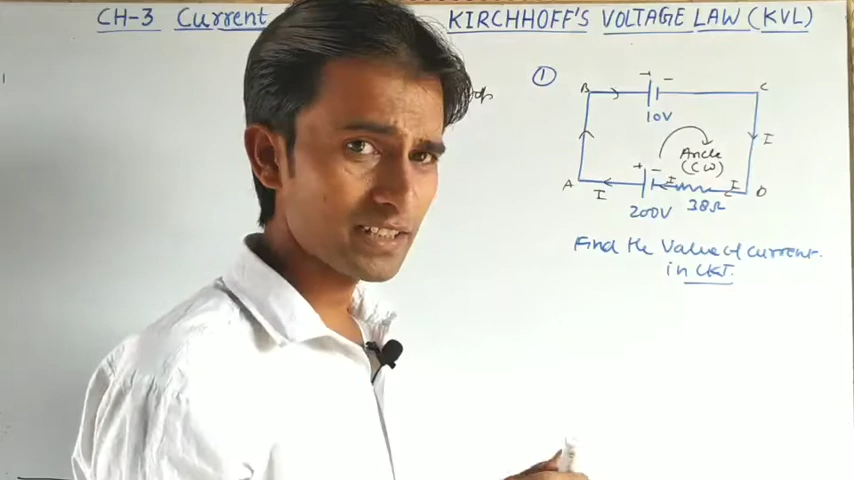 CH-3 Current
KIRCHHOFF'S VOLTAGE LAW (KVL)
1
B + - C
10V
I
Ancle
(CW)
+ - I I
A I D
200V 38Ω
Find the Value of current
in CKT.